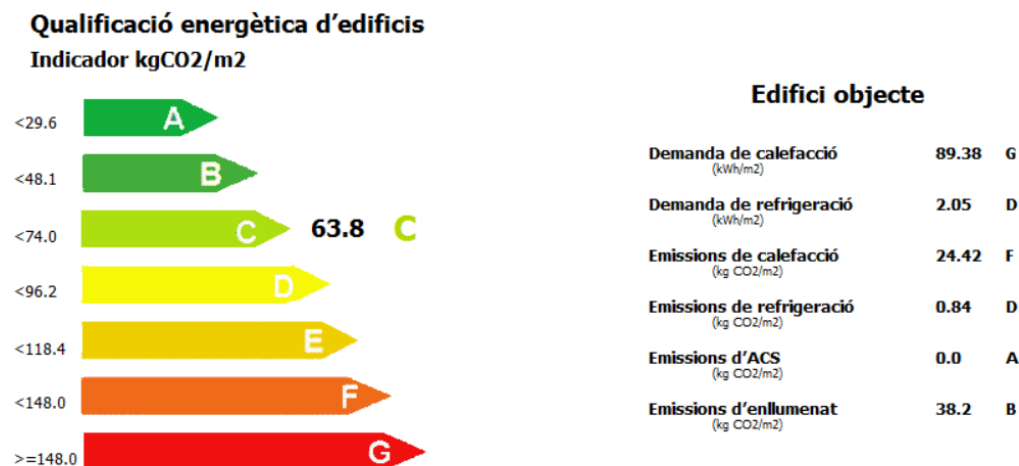 Qualificació energètica d'edificis
Indicador kgCO2/m2
<29.6 A
<48.1 B
<74.0 C 63.8 C
<96.2 D
<118.4 E
<148.0 F
>=148.0 G
Edifici objecte
Demanda de calefacció 89.38 G
(kWh/m2)
Demanda de refrigeració 2.05 D
(kWh/m2)
Emissions de calefacció 24.42 F
(kg CO2/m2)
Emissions de refrigeració 0.84 D
(kg CO2/m2)
Emissions d'ACS 0.0 A
(kg CO2/m2)
Emissions d'enllumenat 38.2 B
(kg CO2/m2)